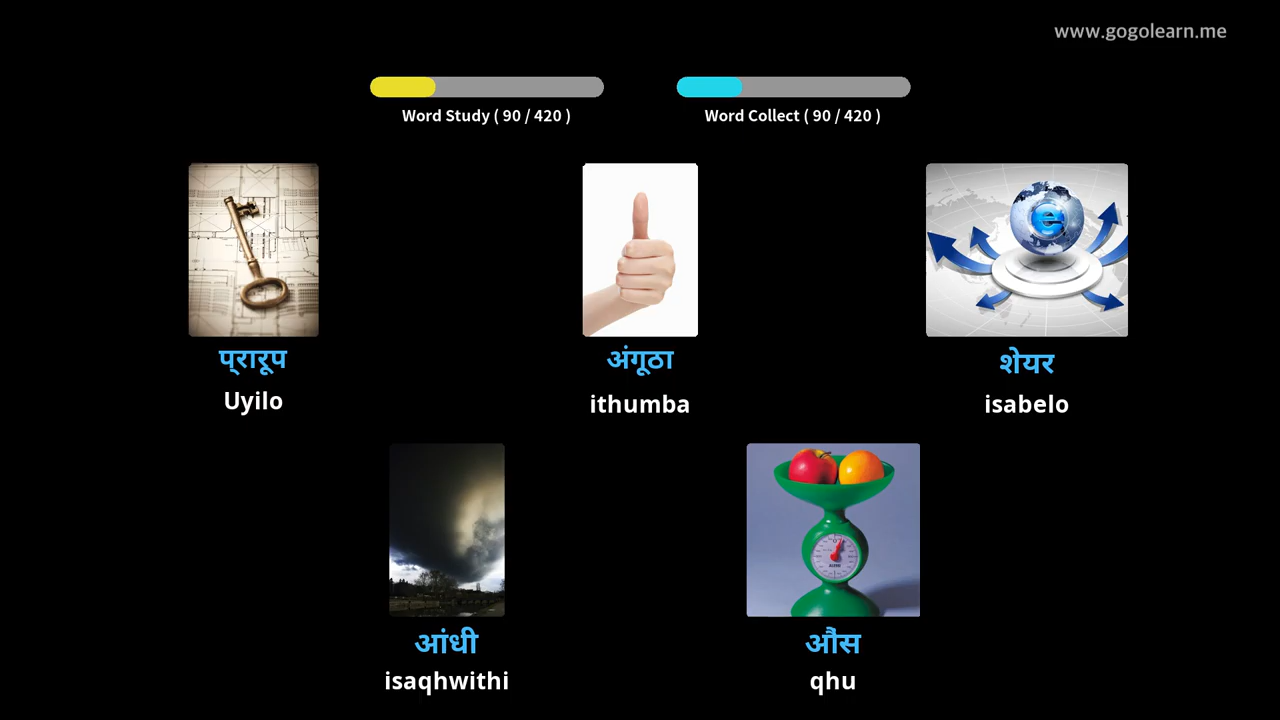 www.gogolearn.me
Word Study ( 90 / 420 )
Word Collect ( 90 / 420 )
प्रारूप
Uyilo
अंगूठा
ithumba
शेयर
isabelo
आंधी
isaqhwithi
औंस
qhu